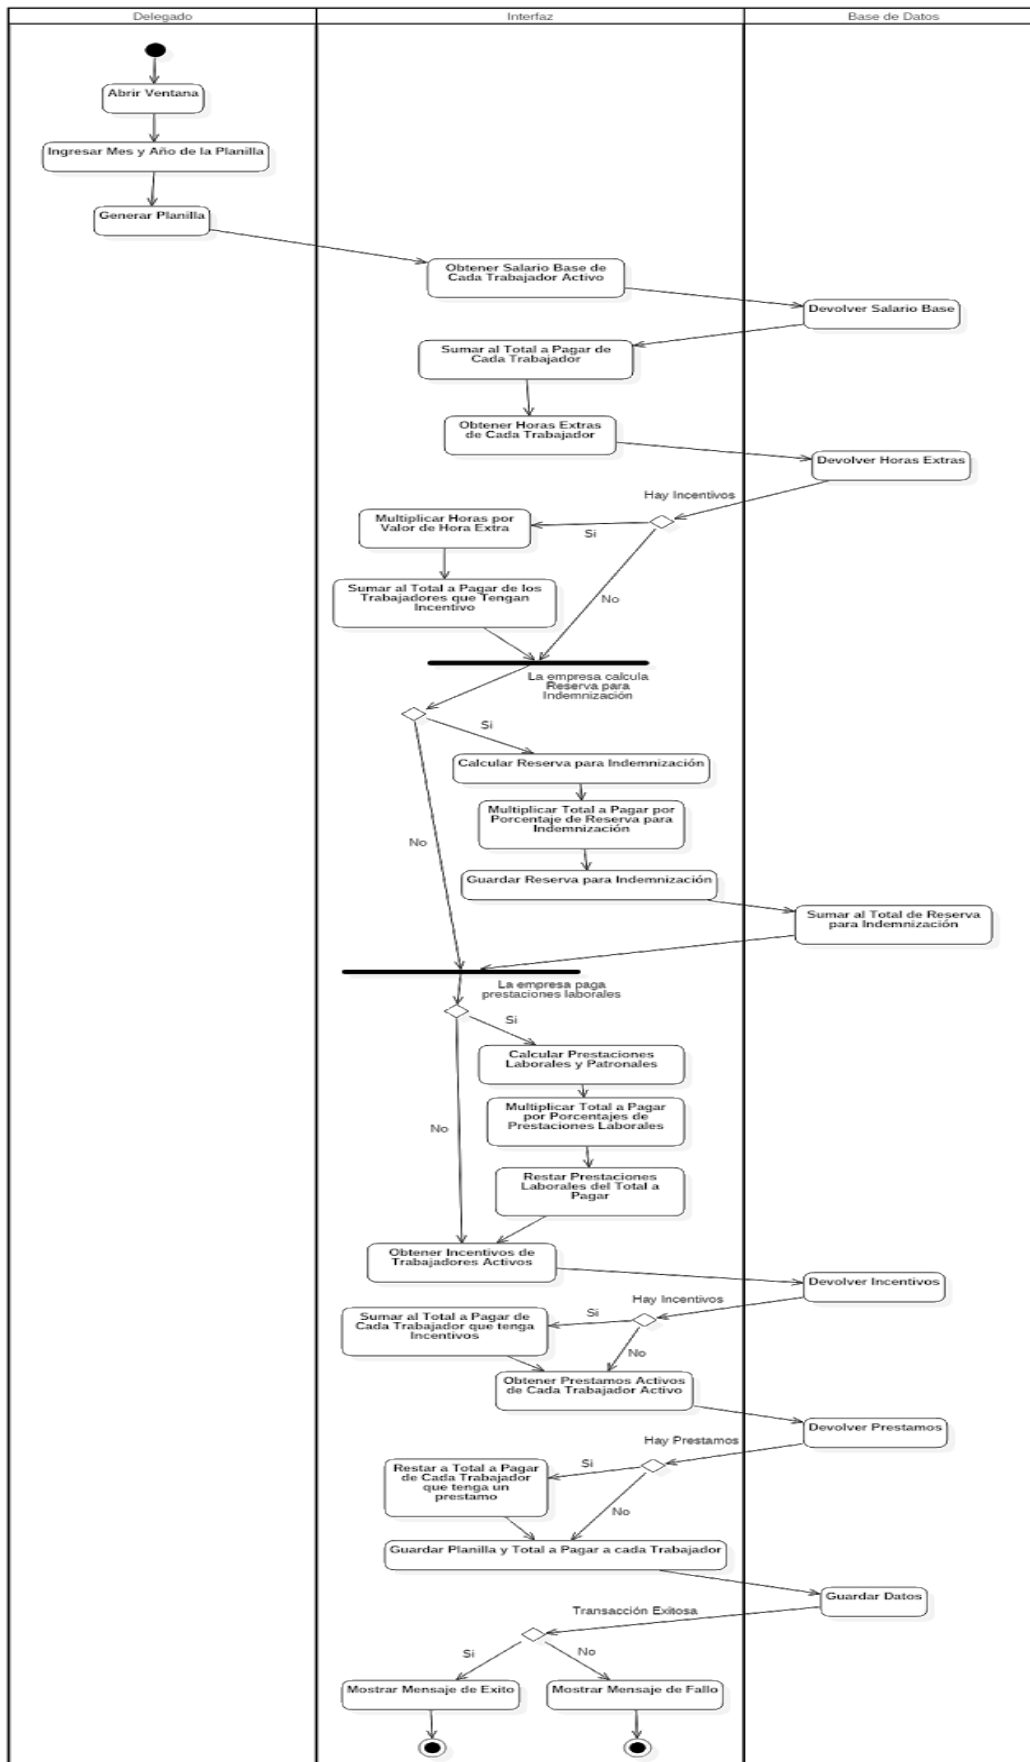 Delegado
Interfaz
Base de Datos
Abrir Ventana
Ingresar Mes y Año de la Planilla
Generar Planilla
Obtener Salario Base de
Cada Trabajador Activo
Devolver Salario Base
Sumar al Total a Pagar de
Cada Trabajador
Obtener Horas Extras
de Cada Trabajador
Devolver Horas Extras
Hay Incentivos
Multiplicar Horas por
Valor de Hora Extra
Si
Sumar al Total a Pagar de los
Trabajadores que Tengan
Incentivo
No
La empresa calcula
Reserva para
Indemnización
Si
Calcular Reserva para Indemnización
Multiplicar Total a Pagar por
Porcentaje de Reserva para
Indemnización
No
Guardar Reserva para Indemnización
Sumar al Total de Reserva
para Indemnización
La empresa paga
prestaciones laborales
Si
Calcular Prestaciones
Laborales y Patronales
Multiplicar Total a Pagar
por Porcentajes de
Prestaciones Laborales
No
Restar Prestaciones
Laborales del Total a
Pagar
Obtener Incentivos de
Trabajadores Activos
Devolver Incentivos
Hay Incentivos
Si
Sumar al Total a Pagar de
Cada Trabajador que tenga
Incentivos
No
Obtener Prestamos Activos
de Cada Trabajador Activo
Devolver Prestamos
Hay Prestamos
Si
Restar a Total a Pagar
de Cada Trabajador
que tenga un
prestamo
No
Guardar Planilla y Total a Pagar a cada Trabajador
Guardar Datos
Transacción Exitosa
Si
No
Mostrar Mensaje de Exito
Mostrar Mensaje de Fallo